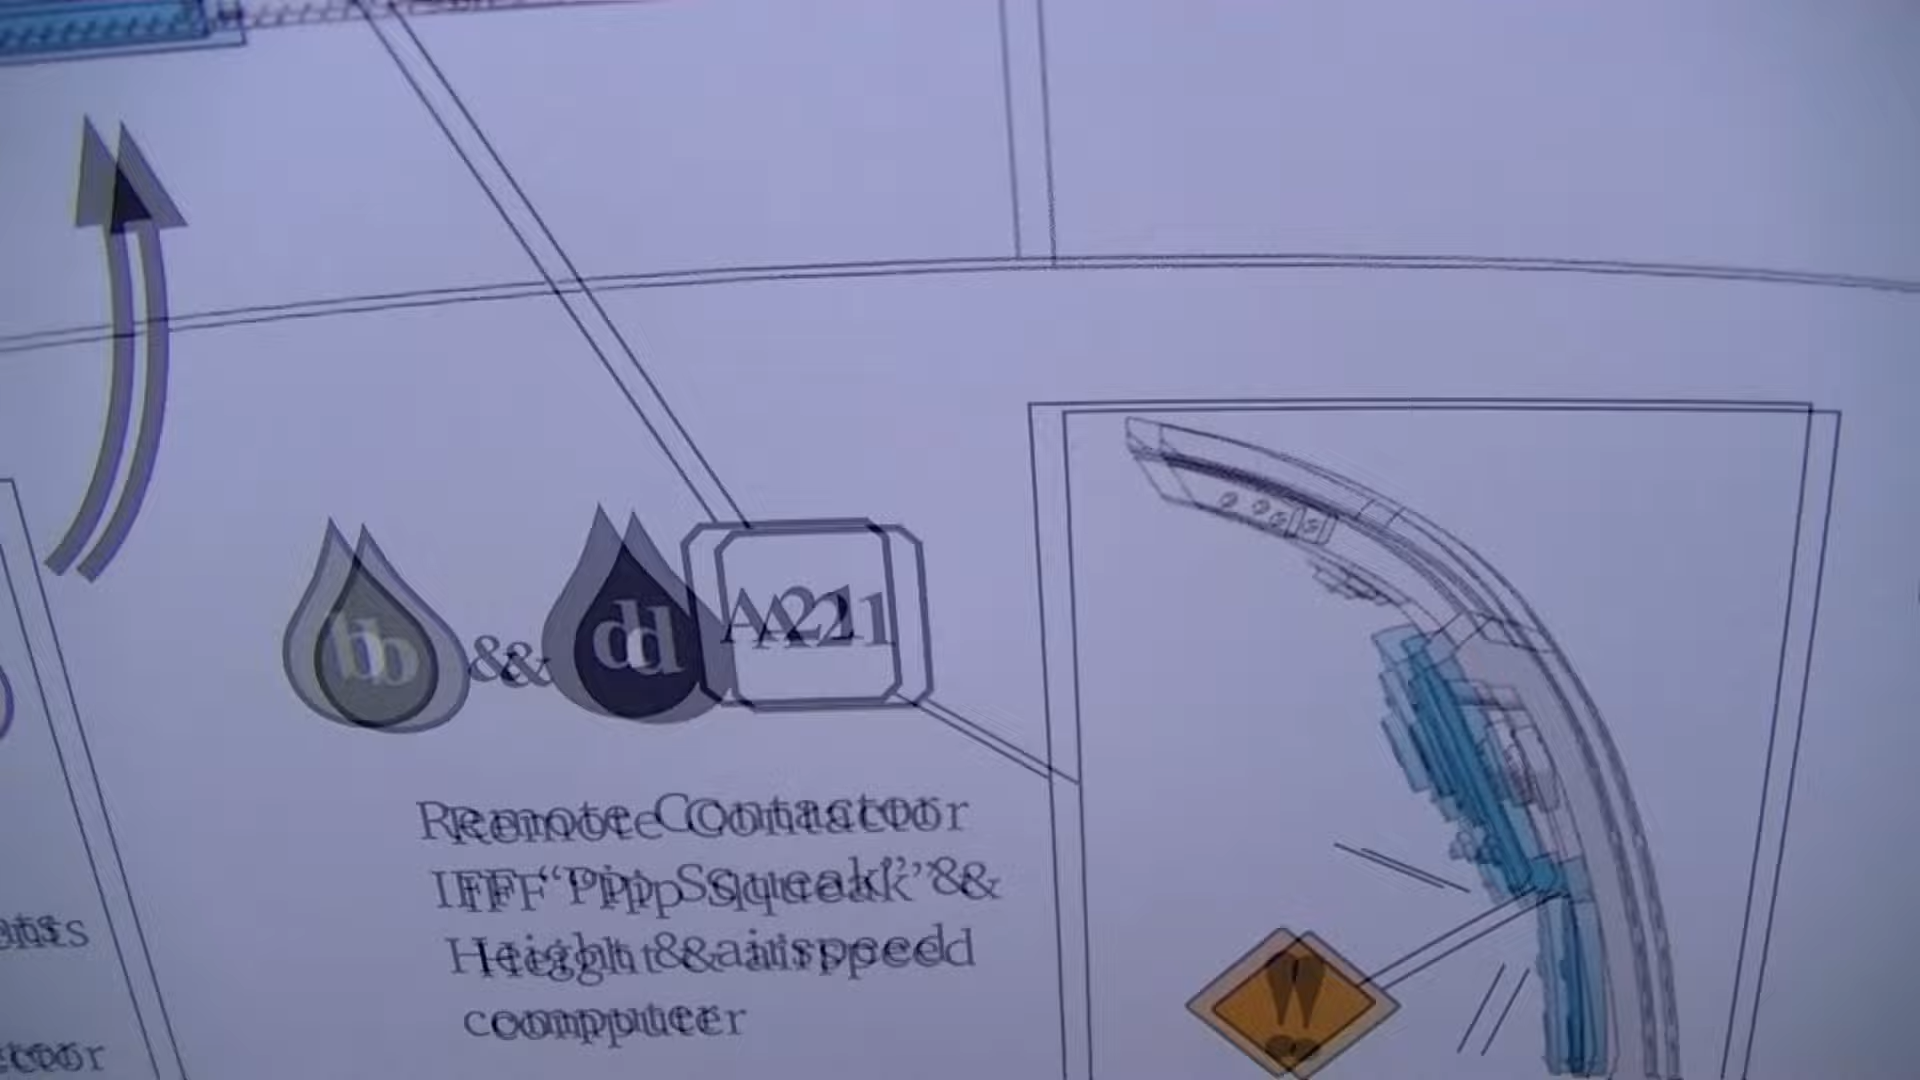 b & d A21
Remote Contactor
IFF "Pip Squeak" &
Height & airspeed
computer
!